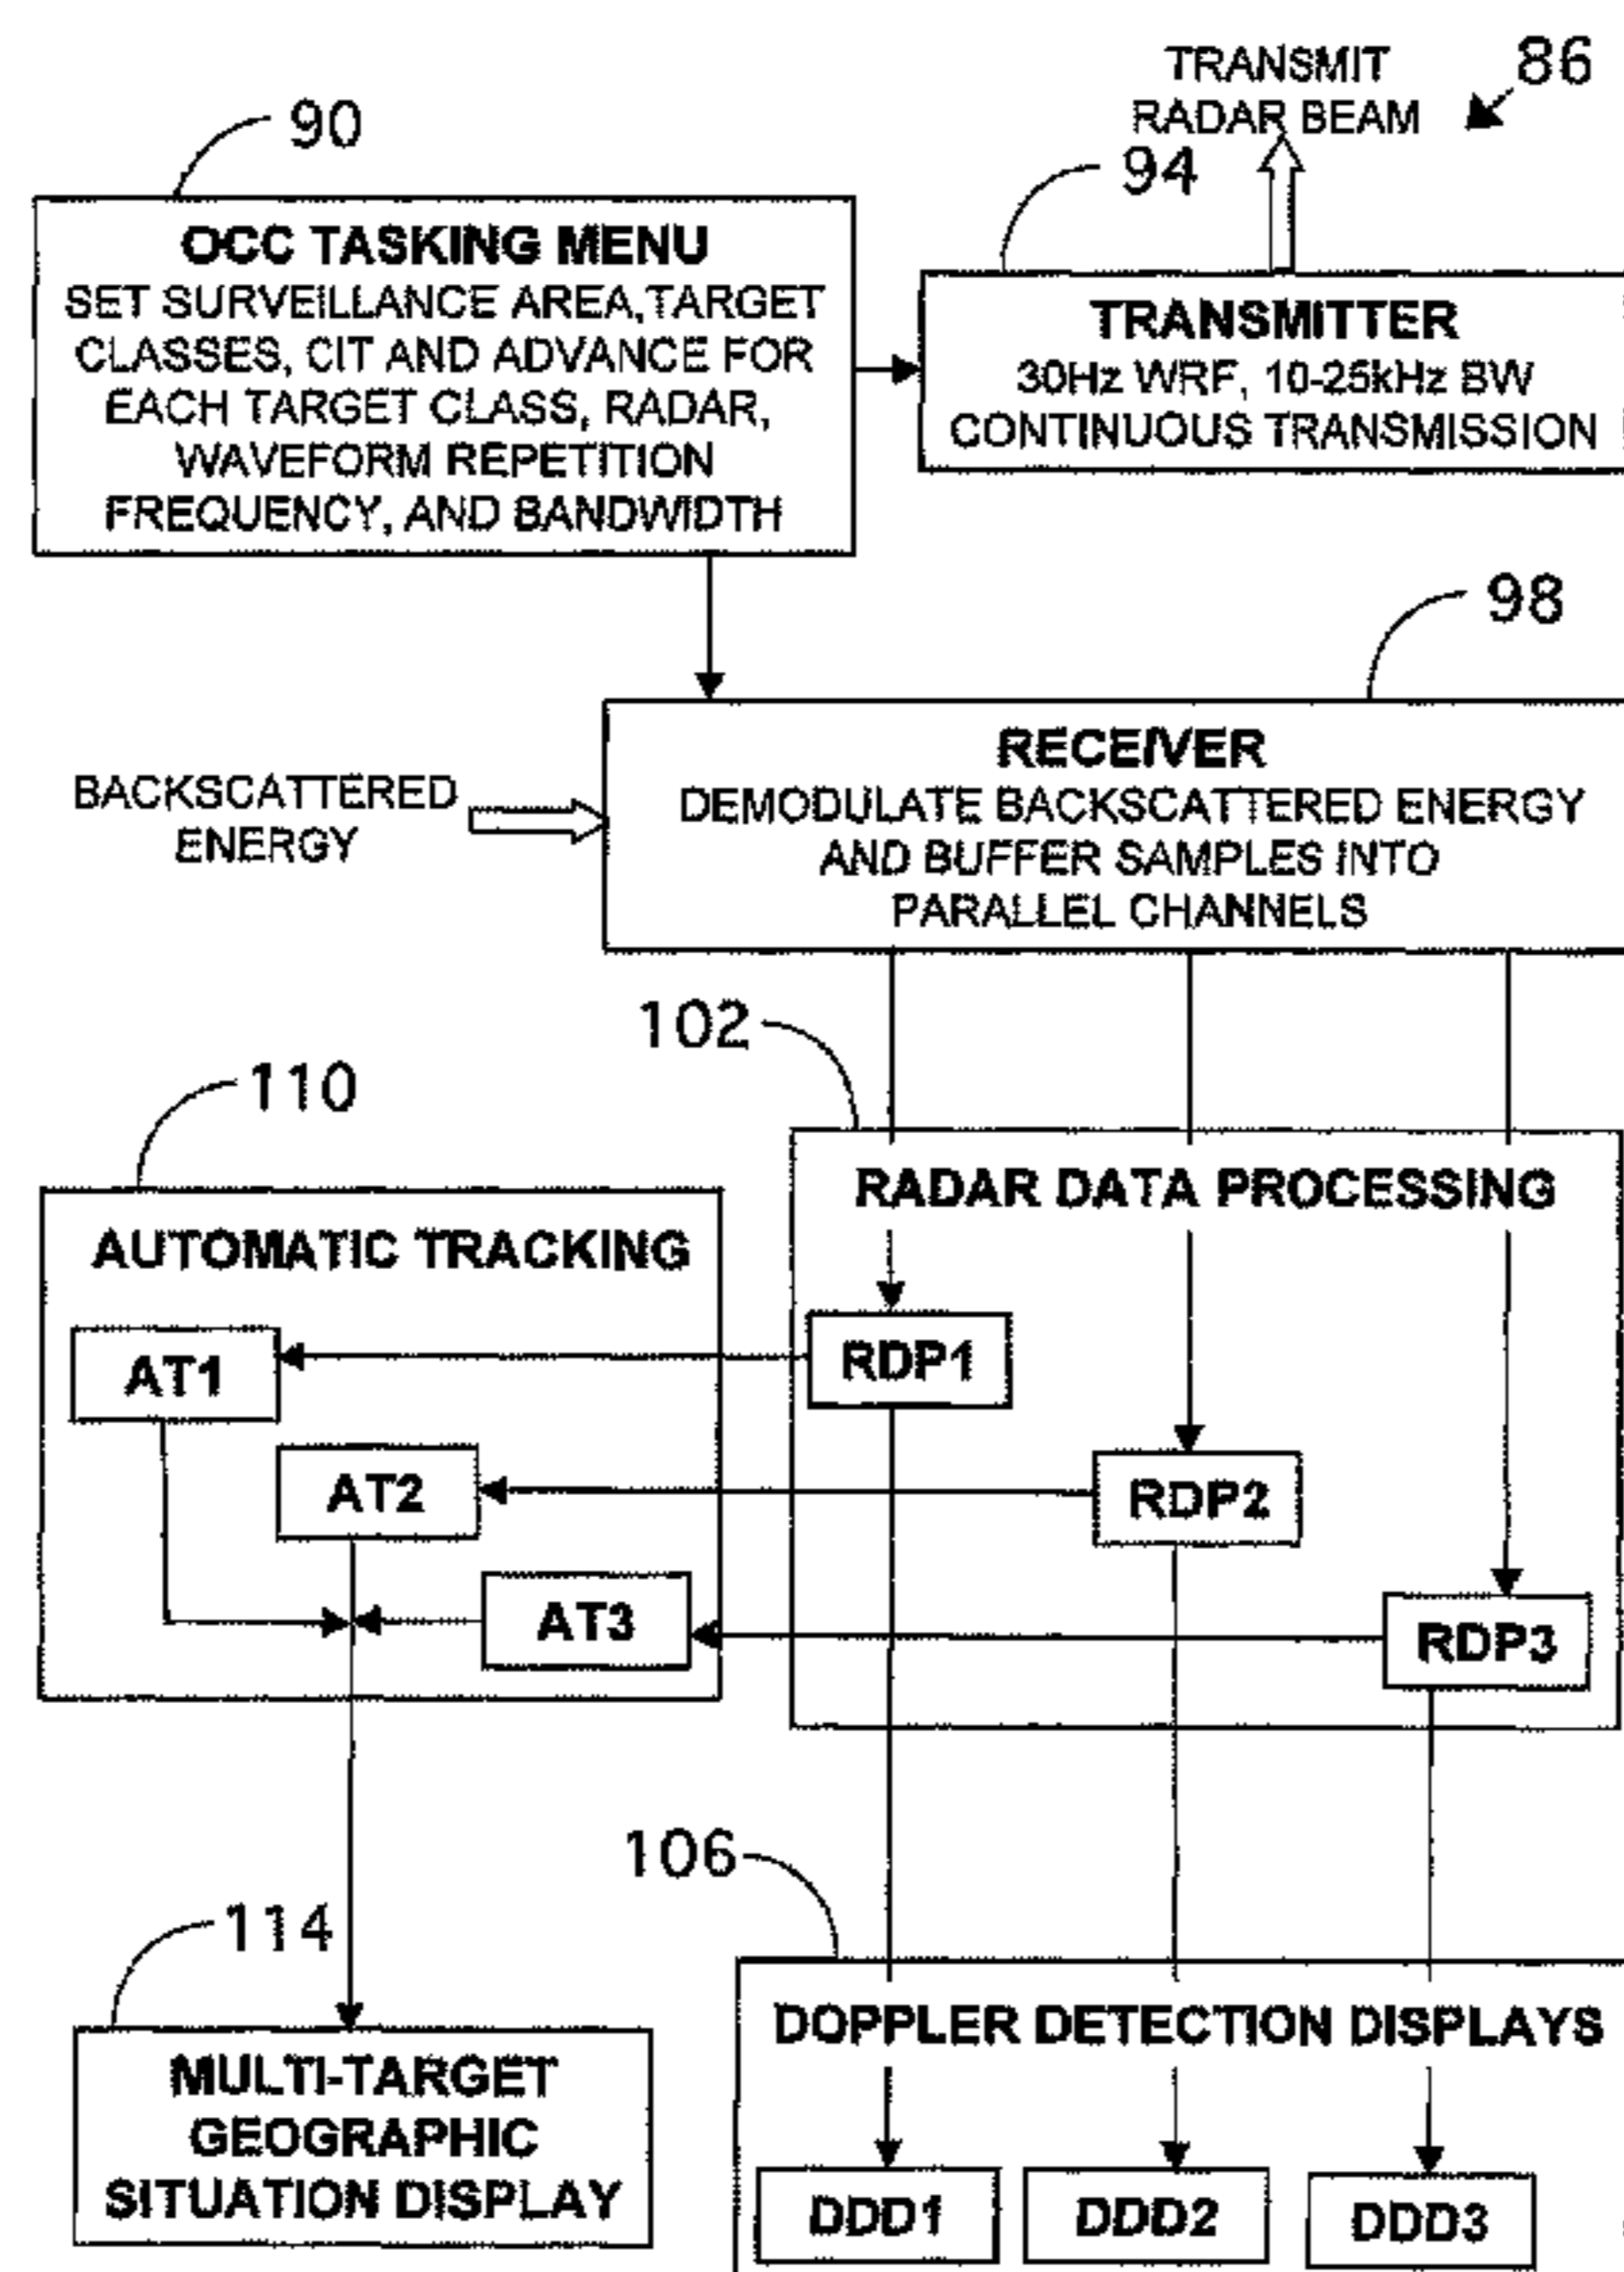 TRANSMIT
RADAR BEAM
86
90
94
OCC TASKING MENU
SET SURVEILLANCE AREA, TARGET
CLASSES, CIT AND ADVANCE FOR
EACH TARGET CLASS, RADAR,
WAVEFORM REPETITION
FREQUENCY, AND BANDWIDTH
TRANSMITTER
30Hz WRF, 10-25kHz BW
CONTINUOUS TRANSMISSION
98
RECEIVER
DEMODULATE BACKSCATTERED ENERGY
AND BUFFER SAMPLES INTO
PARALLEL CHANNELS
BACKSCATTERED
ENERGY
102
110
RADAR DATA PROCESSING
AUTOMATIC TRACKING
RDP1
AT1
RDP2
AT2
RDP3
AT3
106
114
DOPPLER DETECTION DISPLAYS
MULTI-TARGET
GEOGRAPHIC
SITUATION DISPLAY
DDD1
DDD2
DDD3